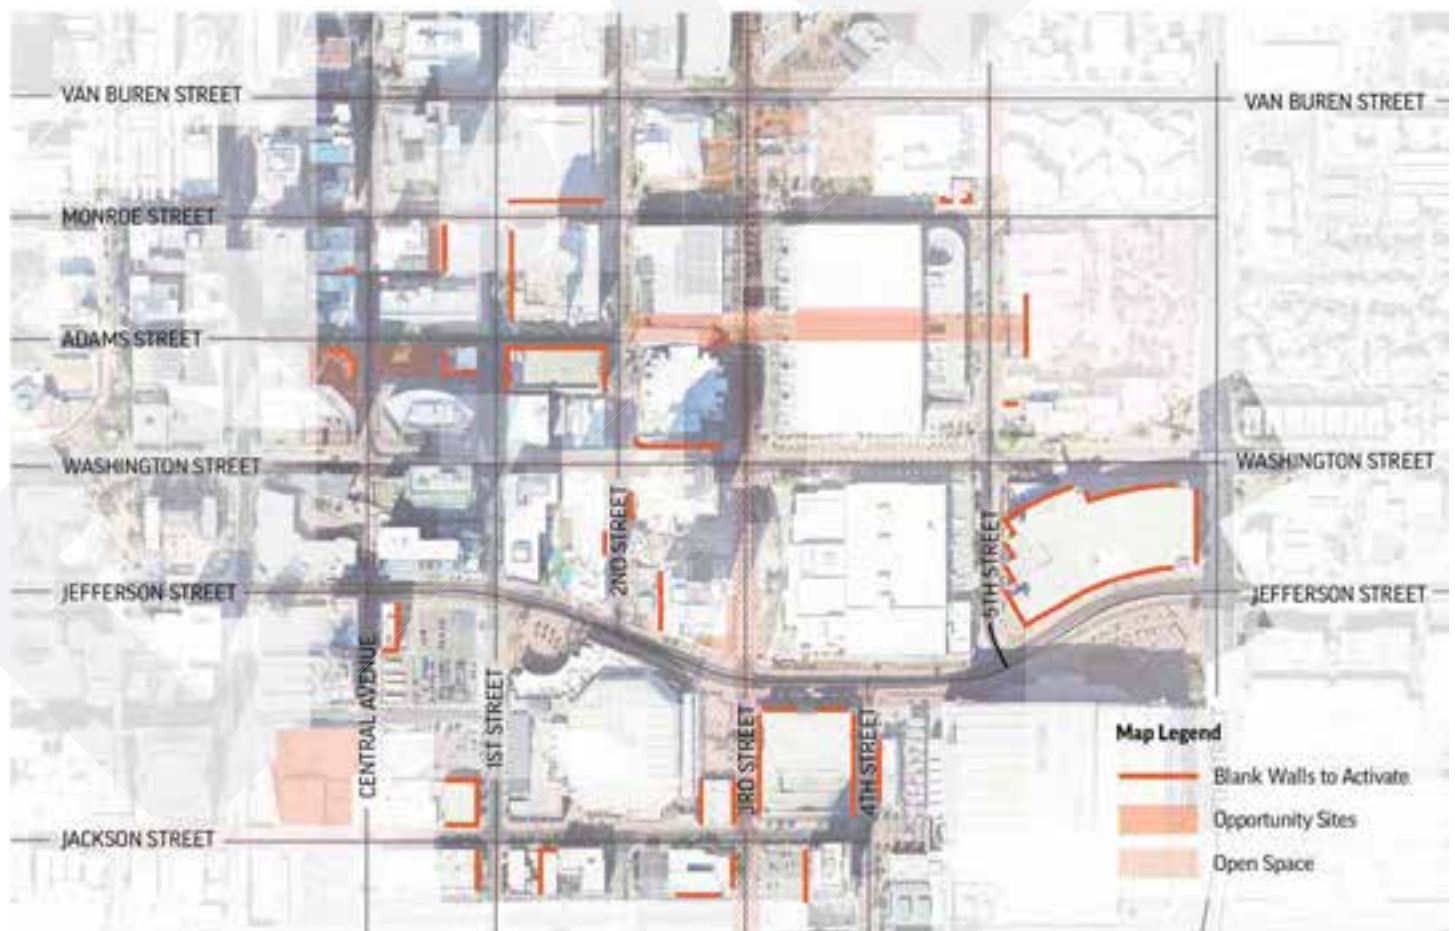 VAN BUREN STREET
VAN BUREN STREET
MONROE STREET
ADAMS STREET
WASHINGTON STREET
WASHINGTON STREET
2ND STREET
5TH STREET
JEFFERSON STREET
JEFFERSON STREET
CENTRAL AVENUE
1ST STREET
3RD STREET
4TH STREET
JACKSON STREET
Map Legend
Blank Walls to Activate
Opportunity Sites
Open Space